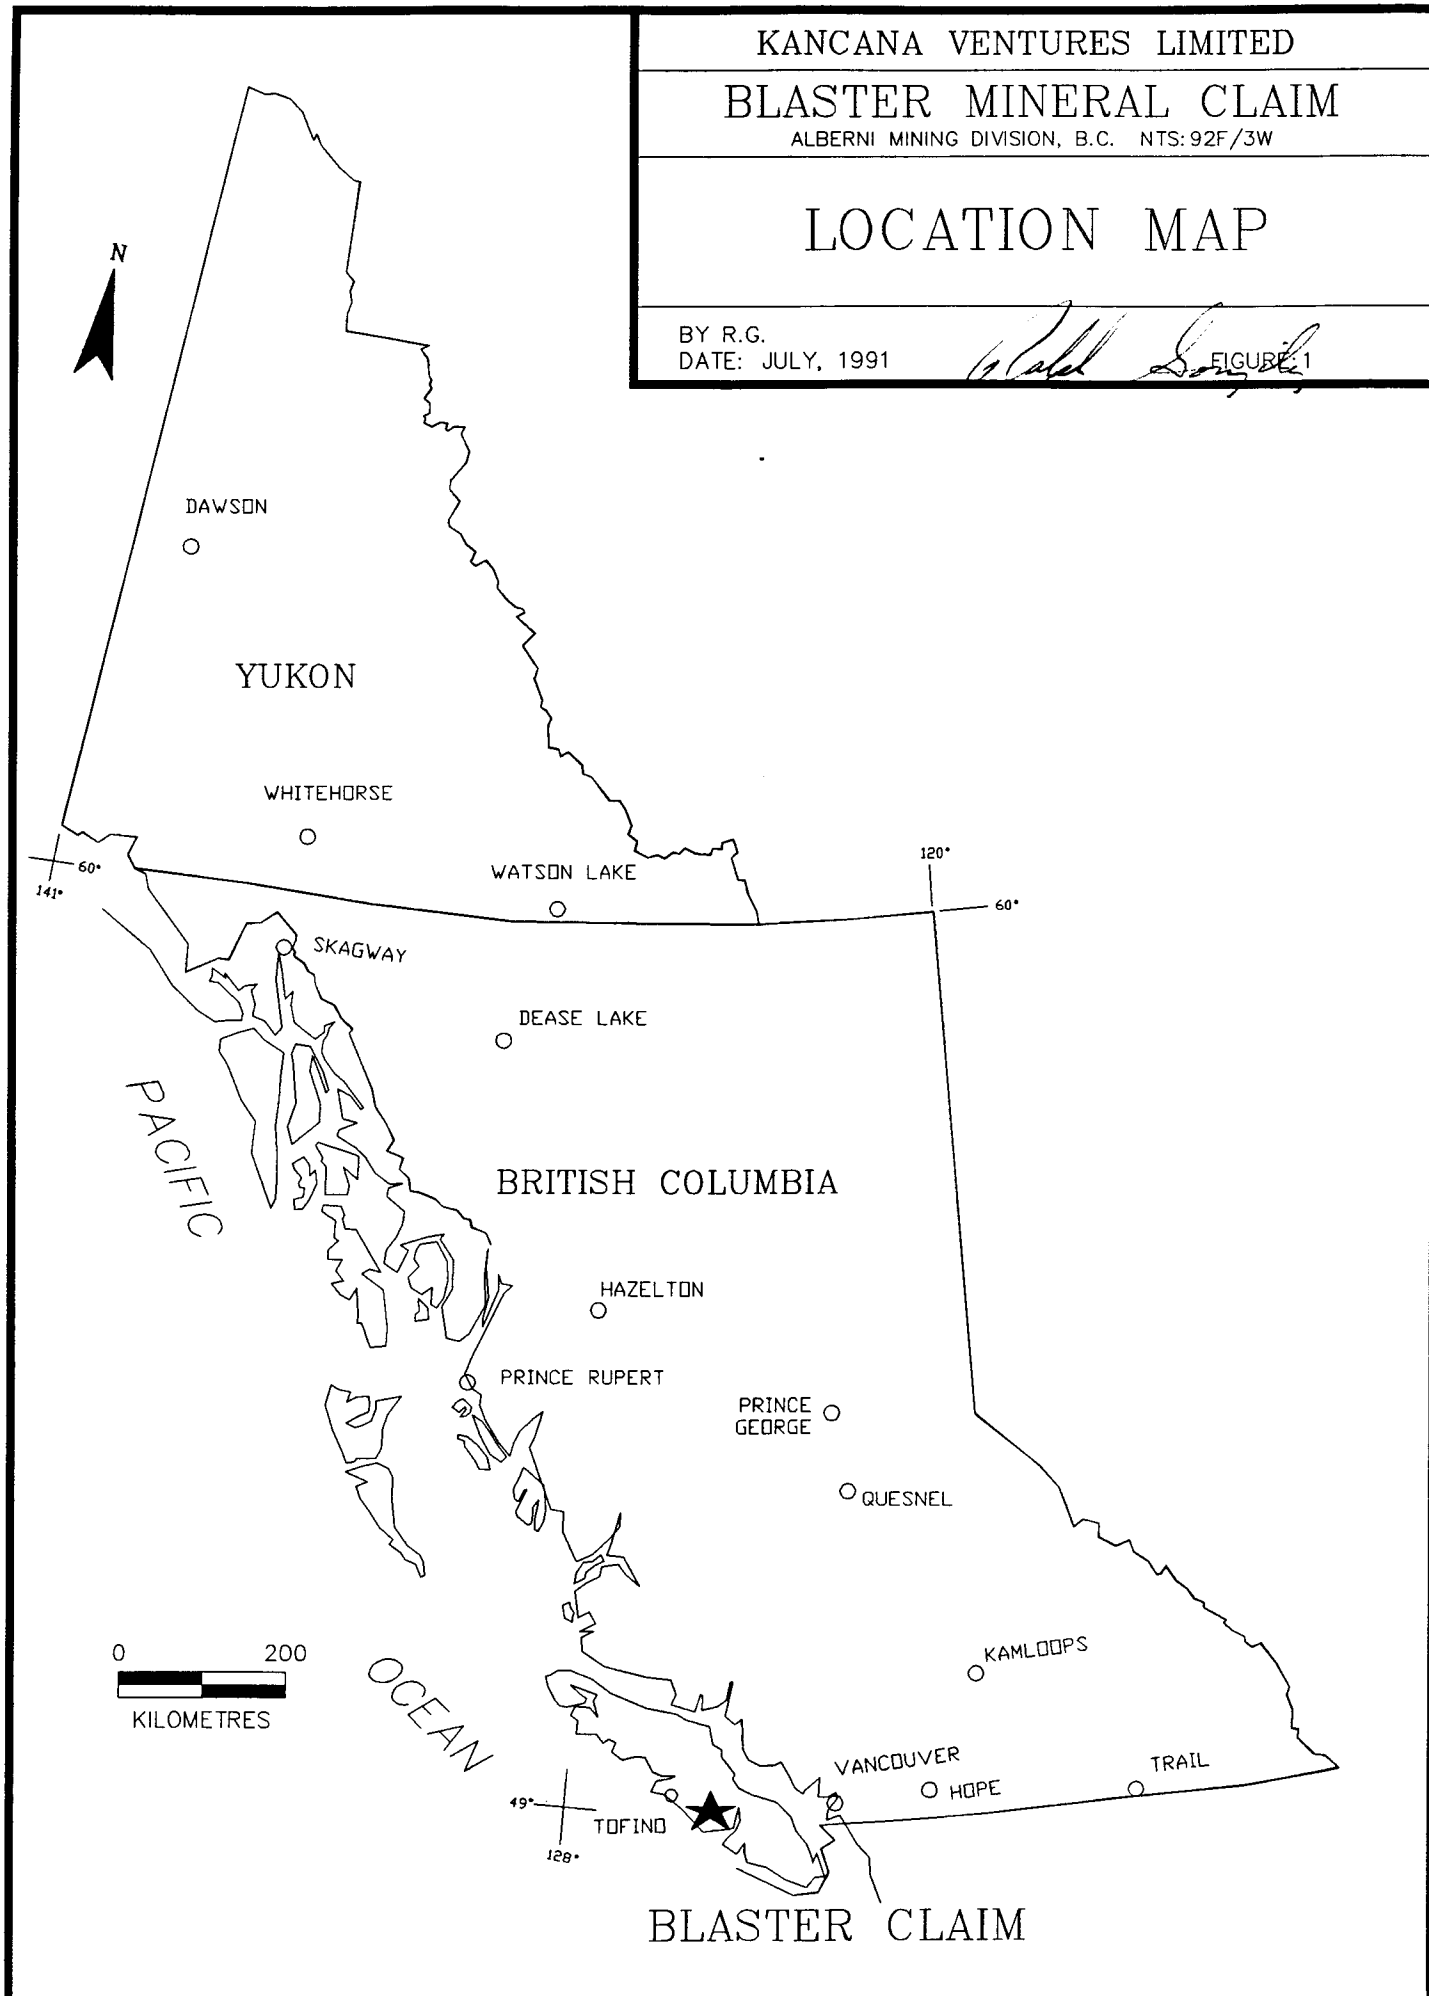 KANCANA VENTURES LIMITED
BLASTER MINERAL CLAIM
ALBERNI MINING DIVISION, B.C. NTS: 92F/3W
LOCATION MAP
BY R.G.
DATE: JULY, 1991
FIGURE: 1
N
DAWSON
YUKON
WHITEHORSE
WATSON LAKE
60°
141°
120°
60°
SKAGWAY
DEASE LAKE
PACIFIC
BRITISH COLUMBIA
HAZELTON
PRINCE RUPERT
PRINCE
GEORGE
QUESNEL
KAMLOOPS
0 200
KILOMETRES
OCEAN
VANCOUVER
HOPE
TRAIL
49°
TOFINO
128°
BLASTER CLAIM